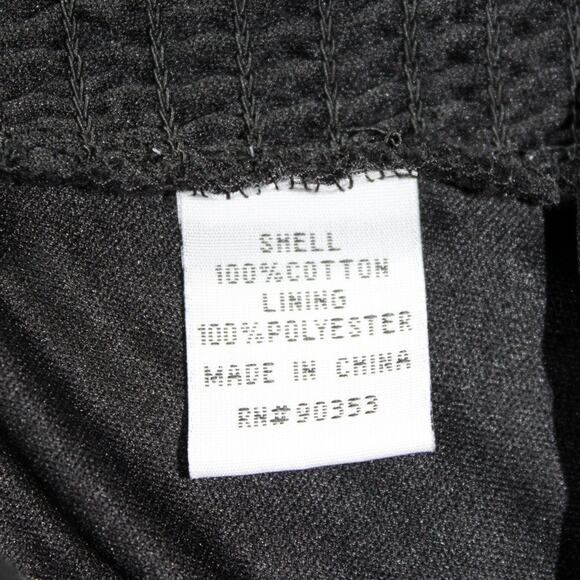 SHELL
100%COTTON
LINING
100%POLYESTER
MADE IN CHINA
RN#90353